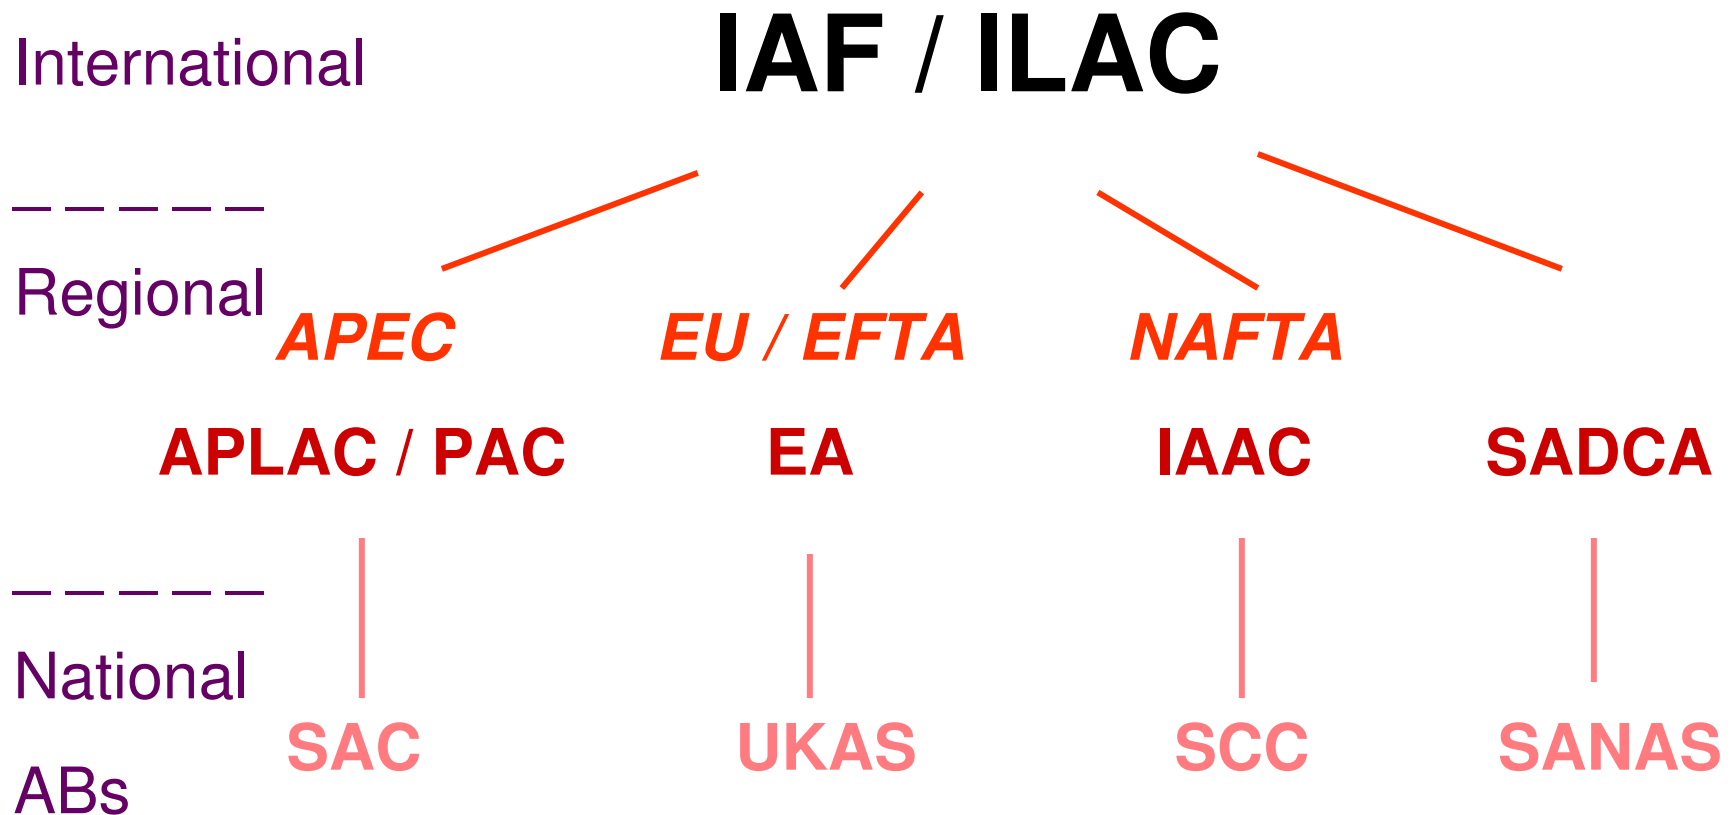 International
IAF / ILAC
Regional
APEC
EU / EFTA
NAFTA
APLAC / PAC
EA
IAAC
SADCA
National
SAC
UKAS
SCC
SANAS
ABs